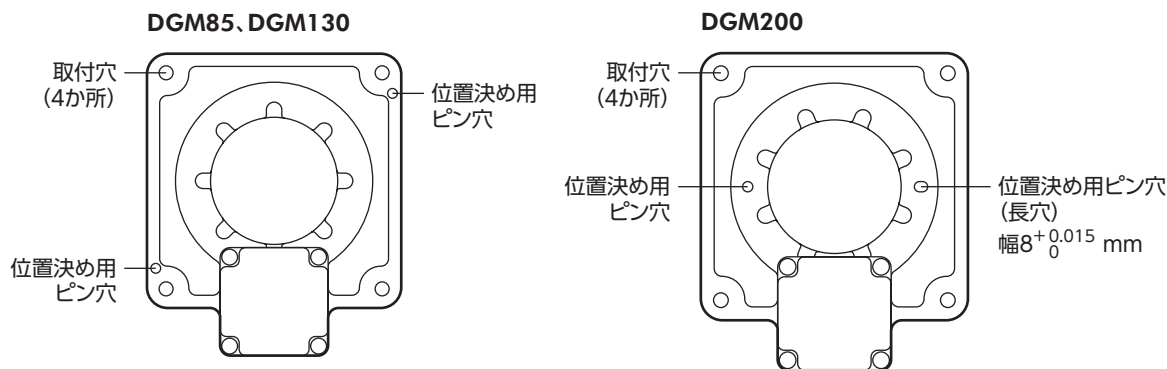 DGM85、DGM130
取付穴
(4か所)
位置決め用
ピン穴
位置決め用
ピン穴
DGM200
取付穴
(4か所)
位置決め用
ピン穴
位置決め用ピン穴
(長穴)
幅8 +0.015 0 mm